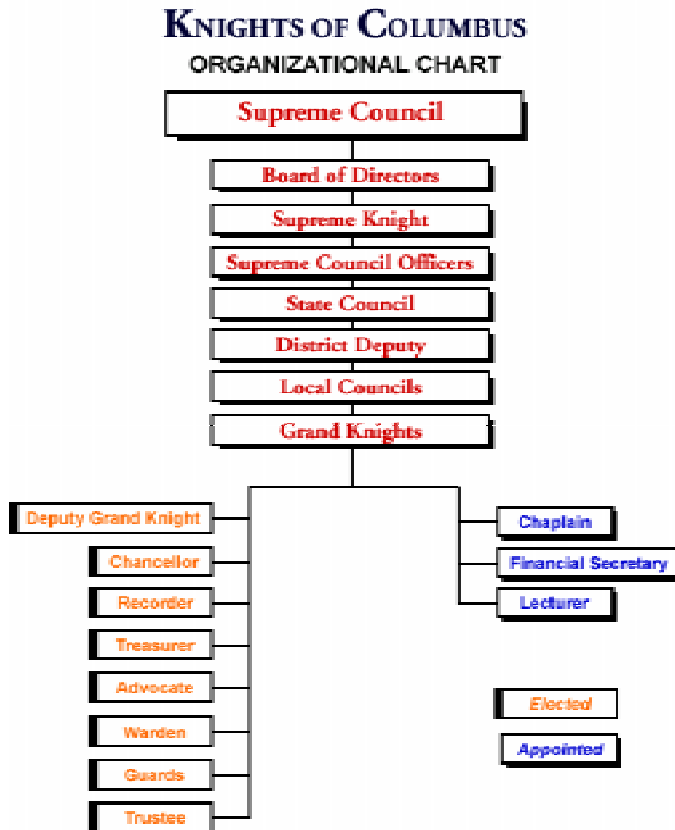 KNIGHTS OF COLUMBUS
ORGANIZATIONAL CHART
Supreme Council
Board of Directors
Supreme Knight
Supreme Council Officers
State Council
District Deputy
Local Councils
Grand Knights
Deputy Grand Knight
Chancellor
Recorder
Treasurer
Advocate
Warden
Guards
Trustee
Chaplain
Financial Secretary
Lecturer
Elected
Appointed